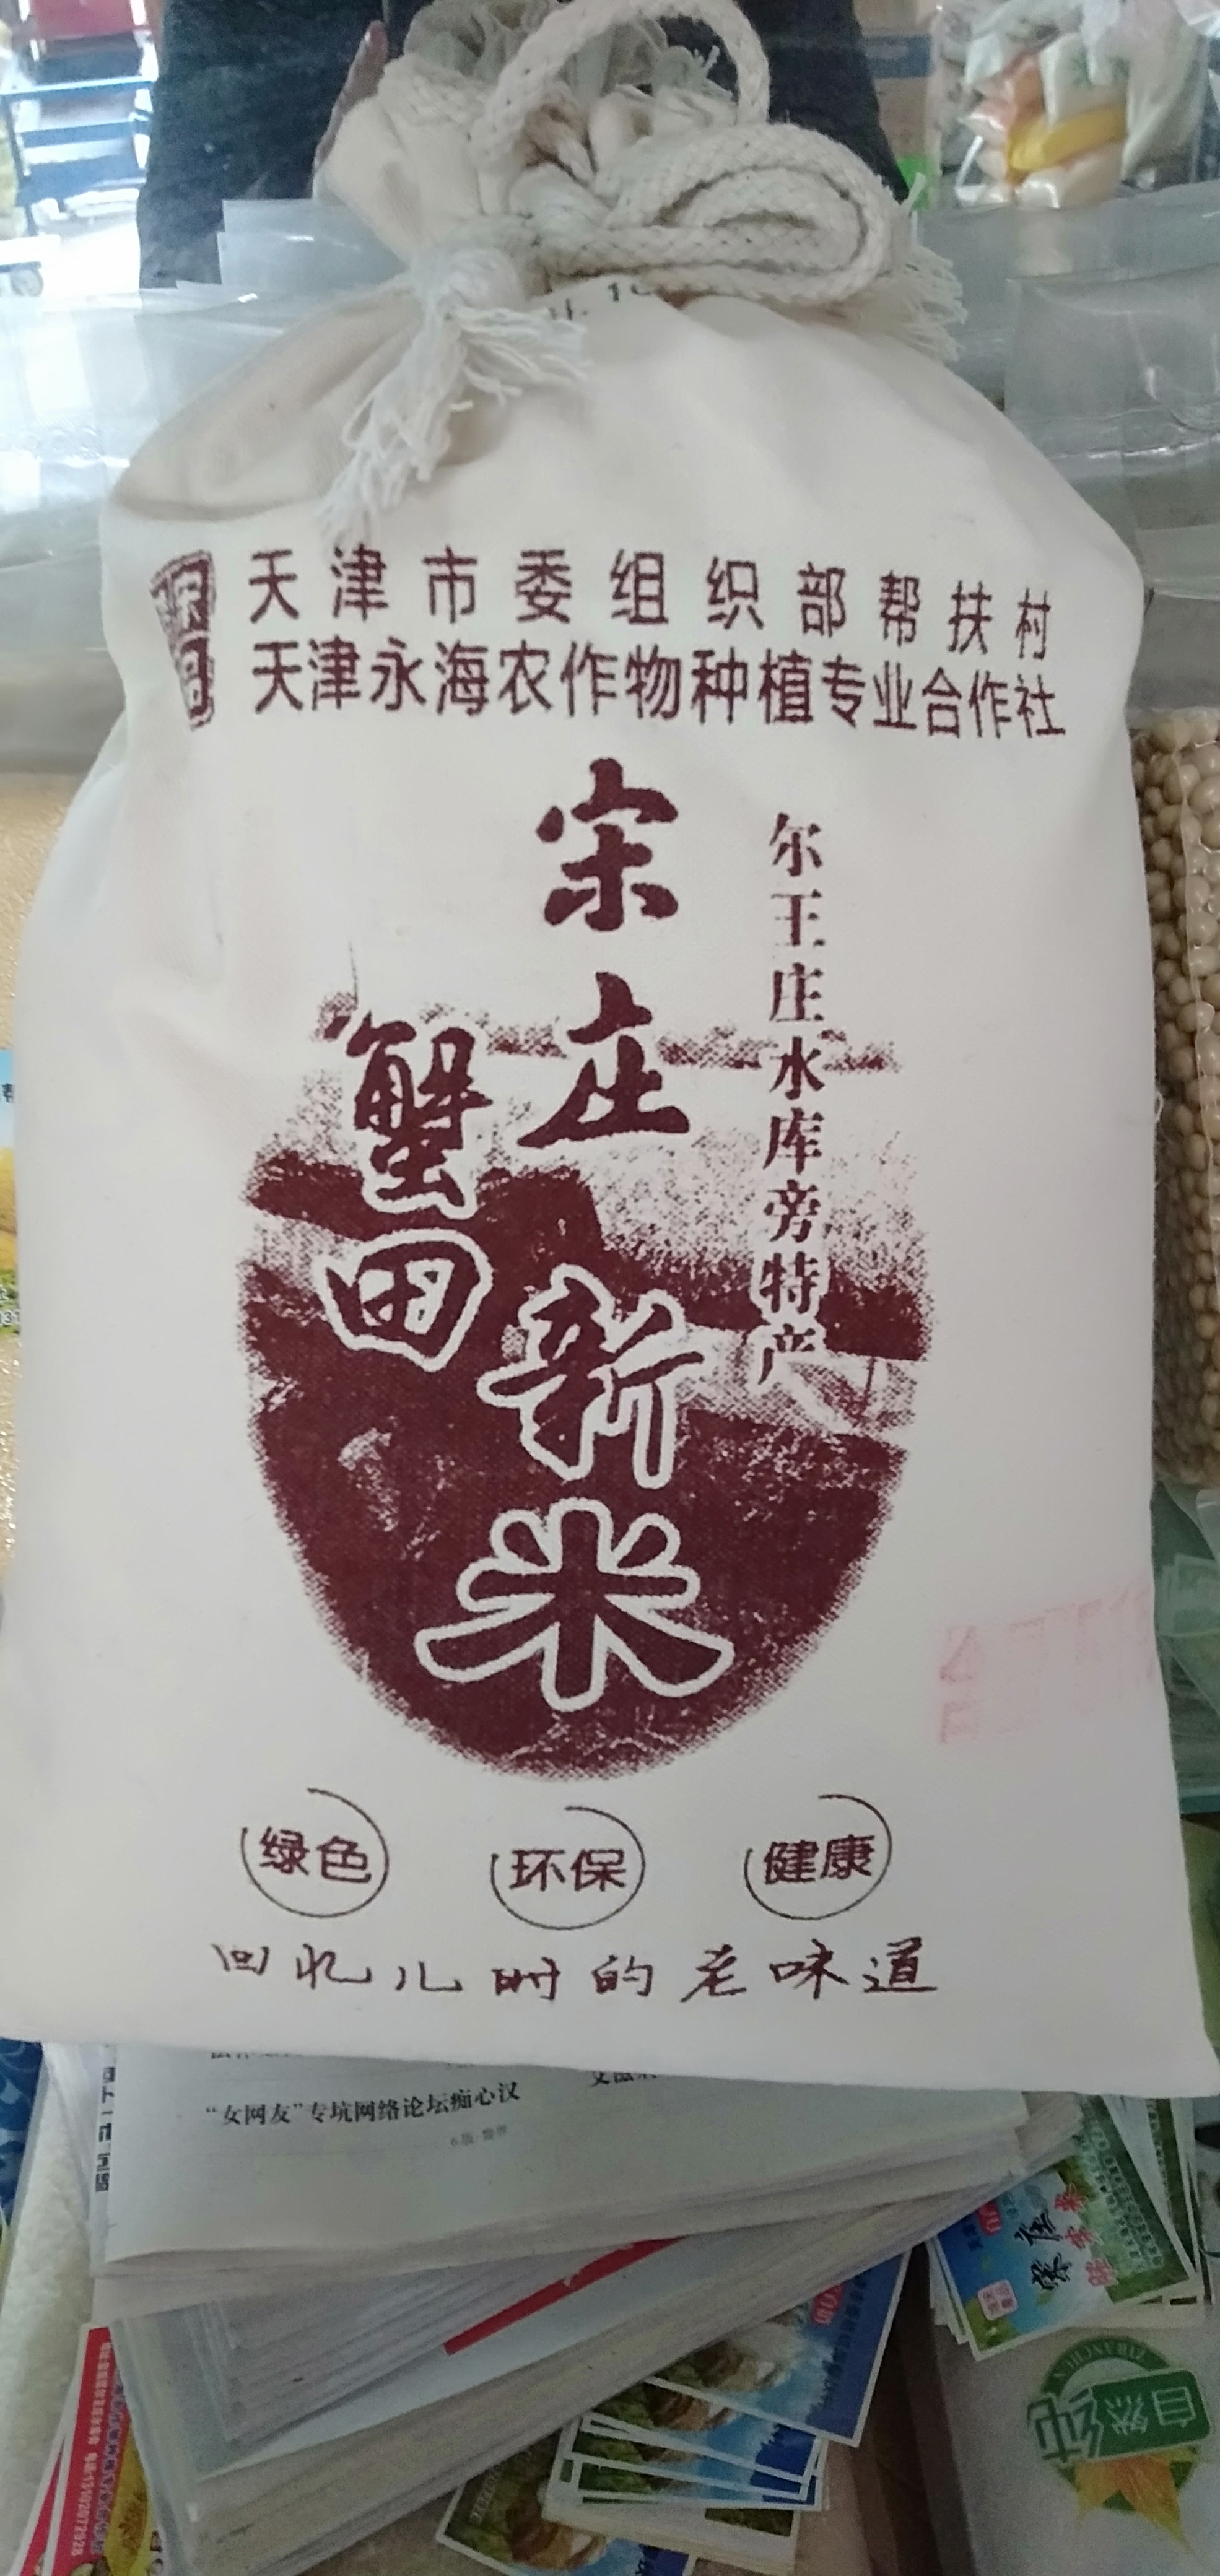 天津市委组织部帮扶村
天津永海农作物种植专业合作社
尔王庄水库旁特产
宋庄新米
蟹田
绿色
环保
健康
回忆儿时的老味道
“女网友”专坑网络论坛痴心汉
纯
自然